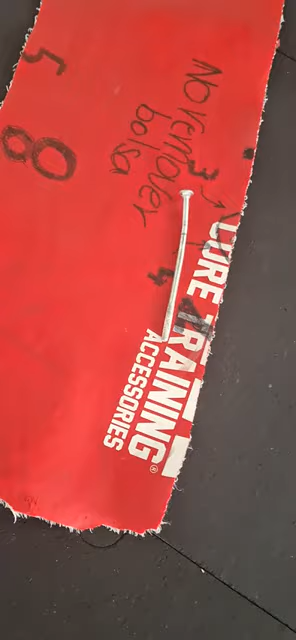 5
8
No remover
bolsa
3
4
CORE TRAINING®
ACCESSORIES